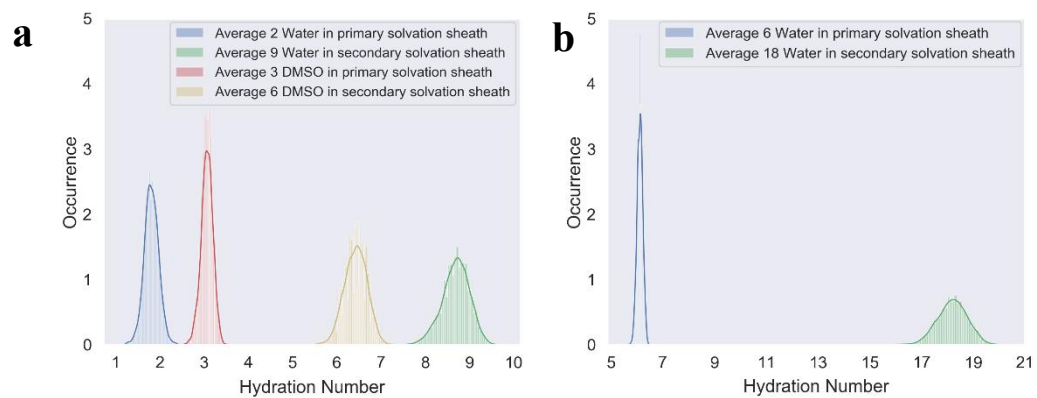 a
Average 2 Water in primary solvation sheath
Average 9 Water in secondary solvation sheath
Average 3 DMSO in primary solvation sheath
Average 6 DMSO in secondary solvation sheath
Occurrence
5
4
3
2
1
0
1 2 3 4 5 6 7 8 9 10
Hydration Number
b
Average 6 Water in primary solvation sheath
Average 18 Water in secondary solvation sheath
Occurrence
5
4
3
2
1
0
5 7 9 11 13 15 17 19 21
Hydration Number